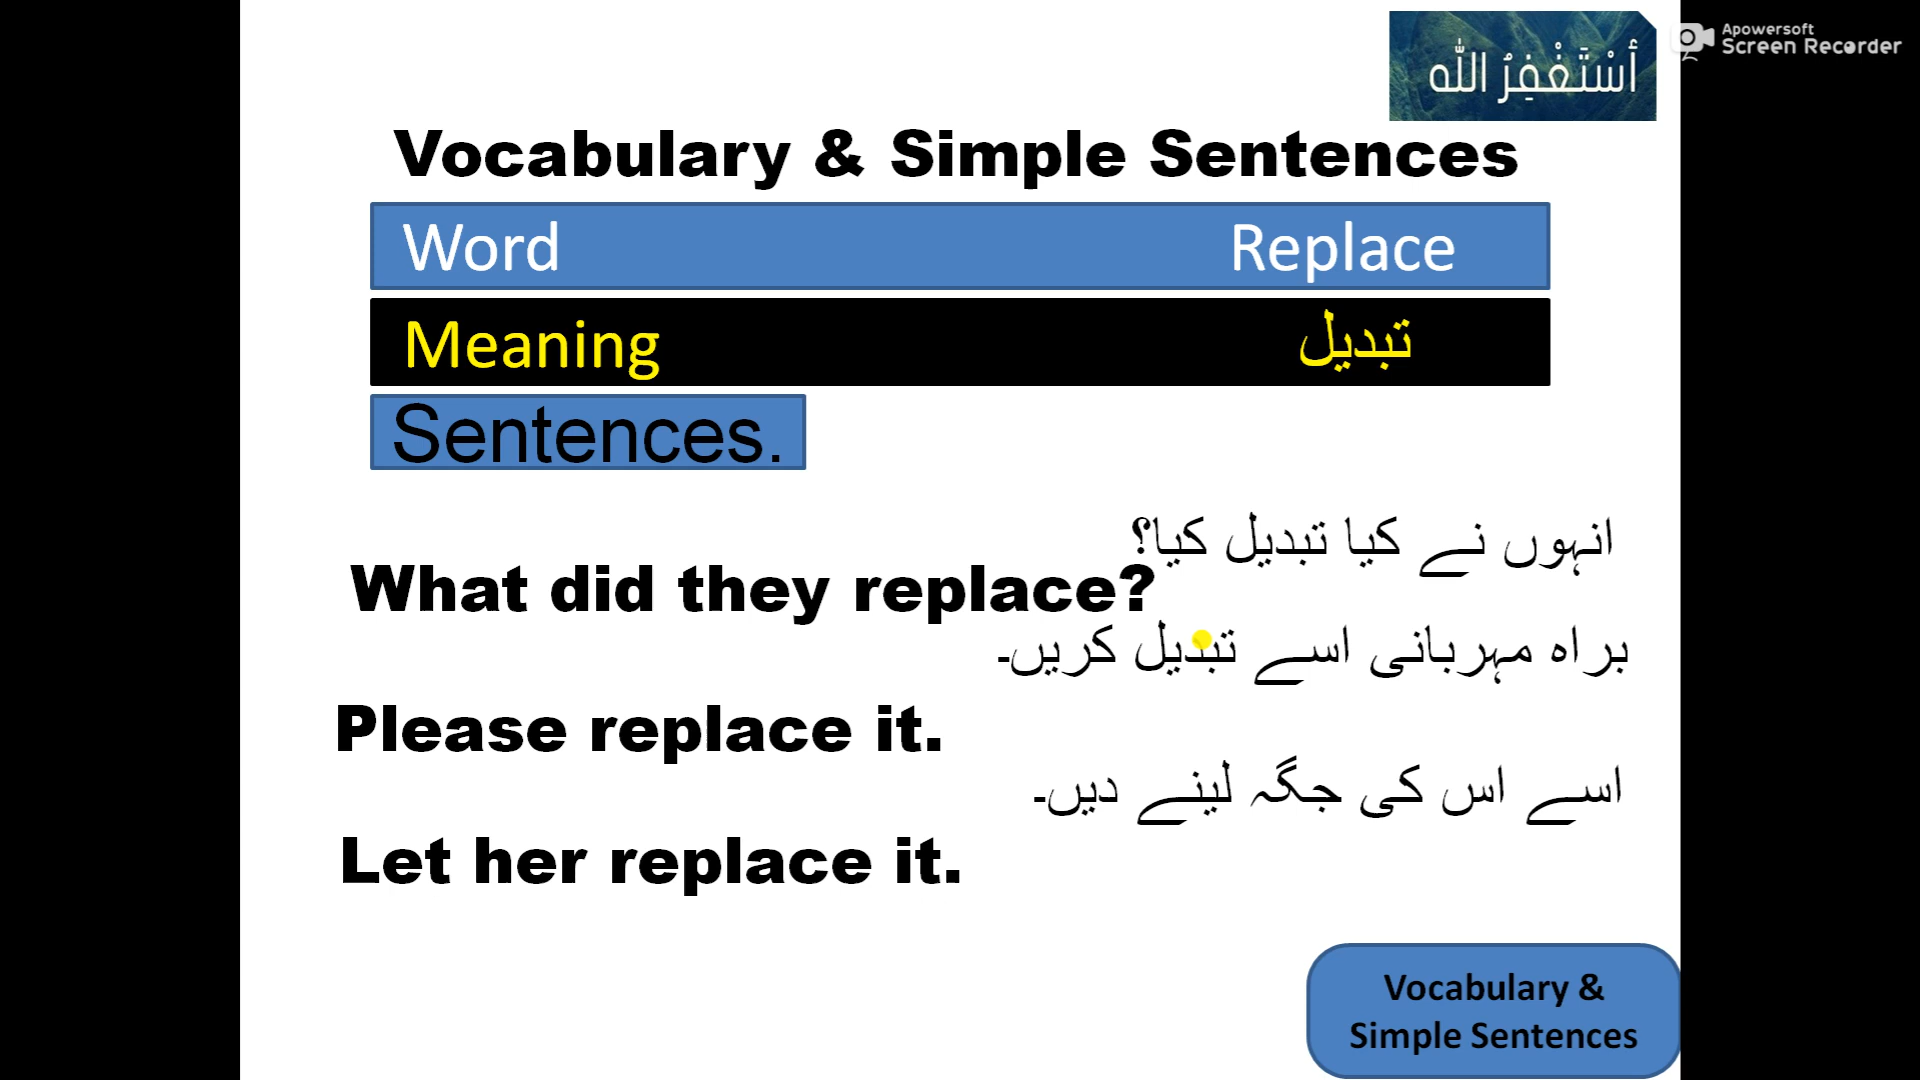 أسْتَغْفِرُ اللّٰه
Apowersoft
Screen Recorder
Vocabulary & Simple Sentences
Word Replace
Meaning تبدیل
Sentences.
انہوں نے کیا تبدیل کیا؟
What did they replace?
براہ مہربانی اسے تبدیل کریں۔
Please replace it.
اسے اس کی جگہ لینے دیں۔
Let her replace it.
Vocabulary &
Simple Sentences